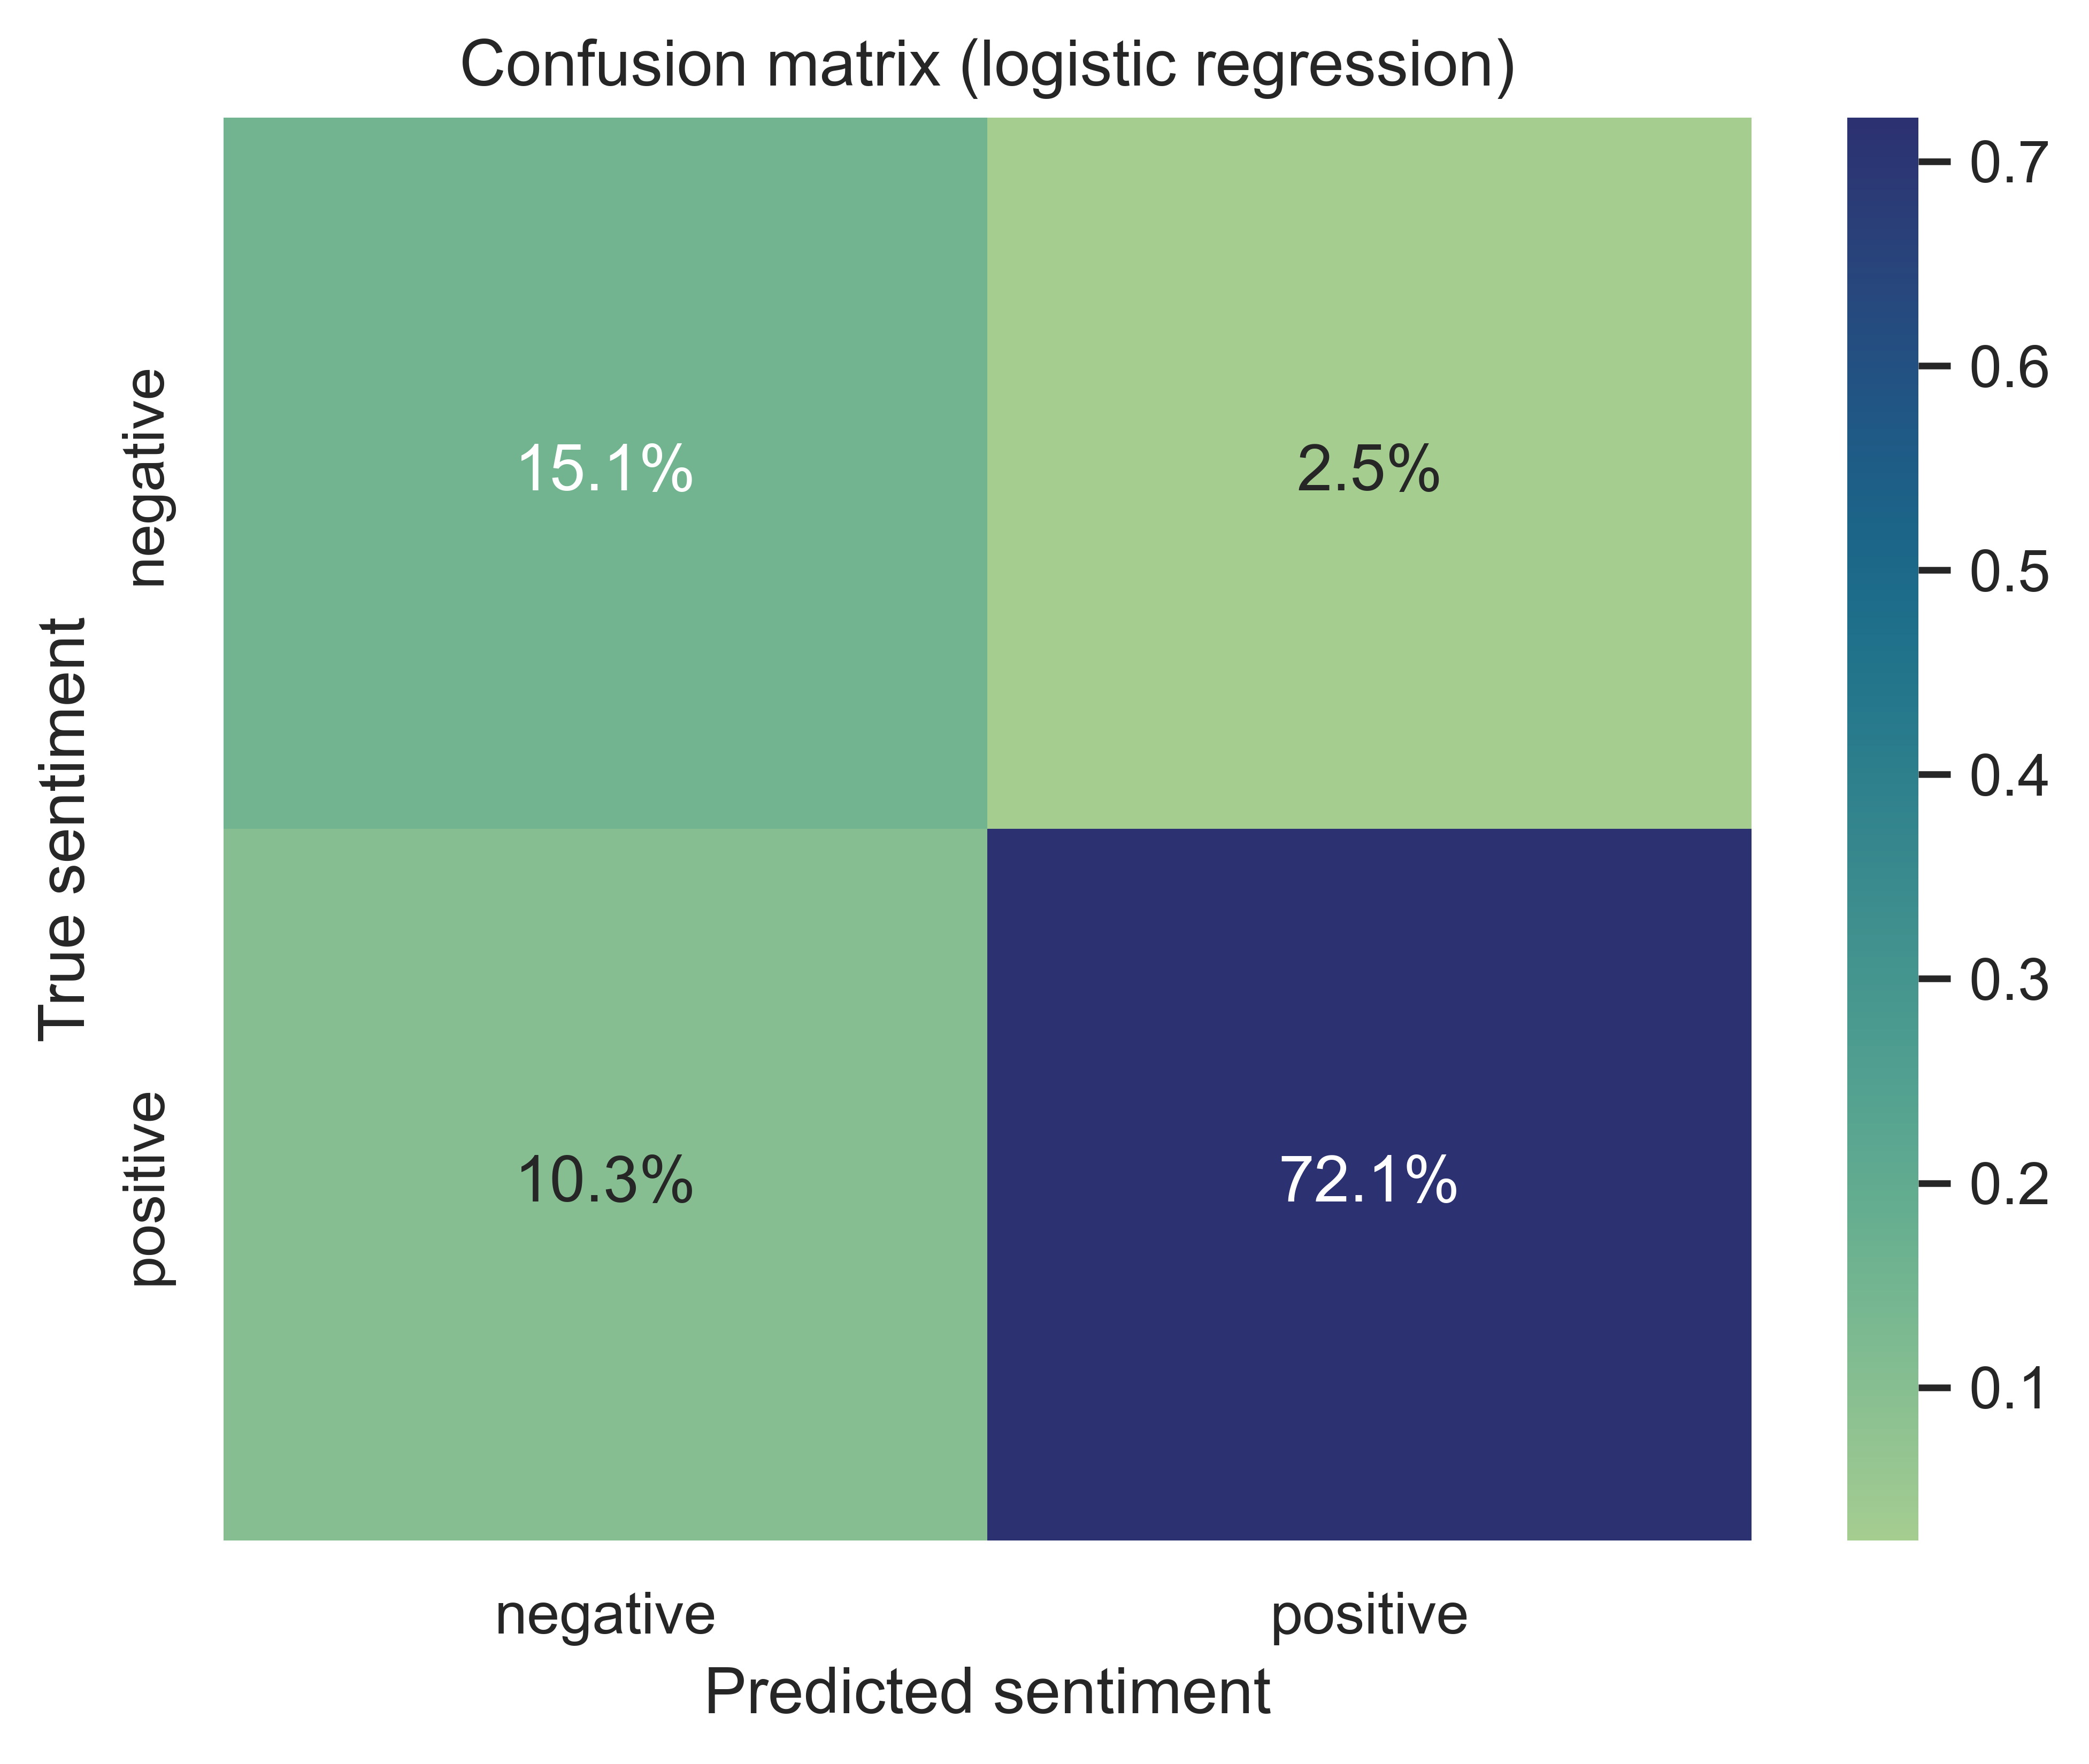 Confusion matrix (logistic regression)
True sentiment
negative
15.1%
2.5%
positive
10.3%
72.1%
negative
positive
Predicted sentiment
0.7
0.6
0.5
0.4
0.3
0.2
0.1